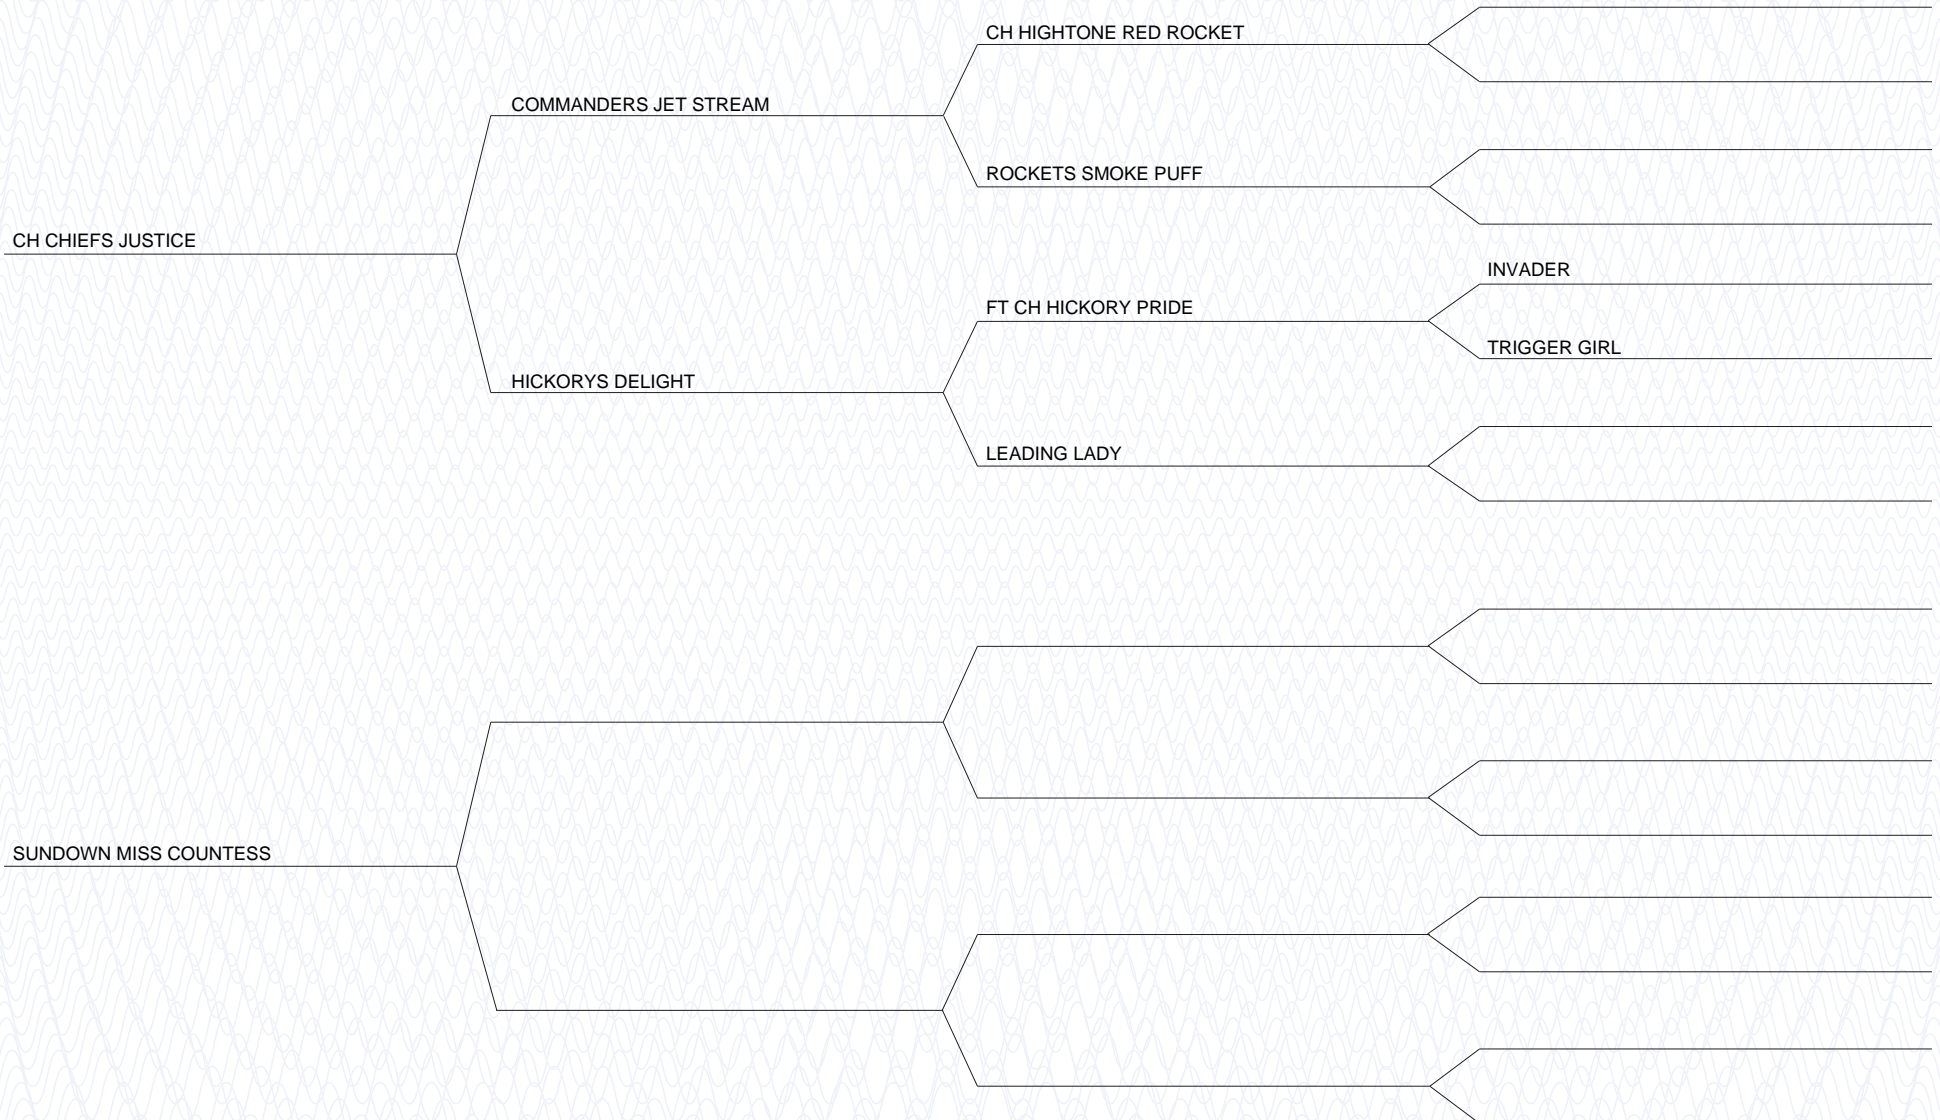 CH HIGHTONE RED ROCKET
COMMANDERS JET STREAM
ROCKETS SMOKE PUFF
CH CHIEFS JUSTICE
INVADER
FT CH HICKORY PRIDE
TRIGGER GIRL
HICKORYS DELIGHT
LEADING LADY
SUNDOWN MISS COUNTESS